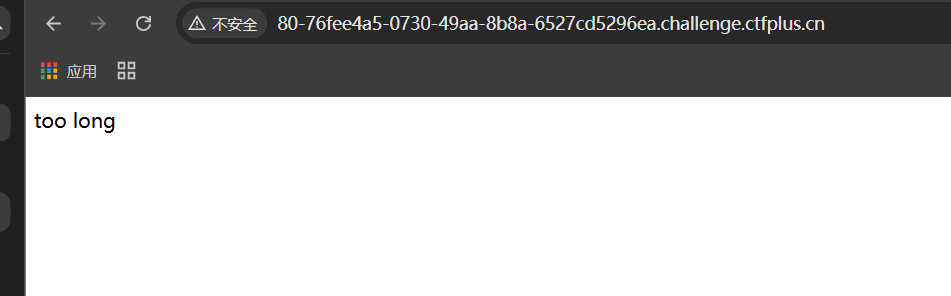 不安全 80-76fee4a5-0730-49aa-8b8a-6527cd5296ea.challenge.ctfplus.cn
应用
too long